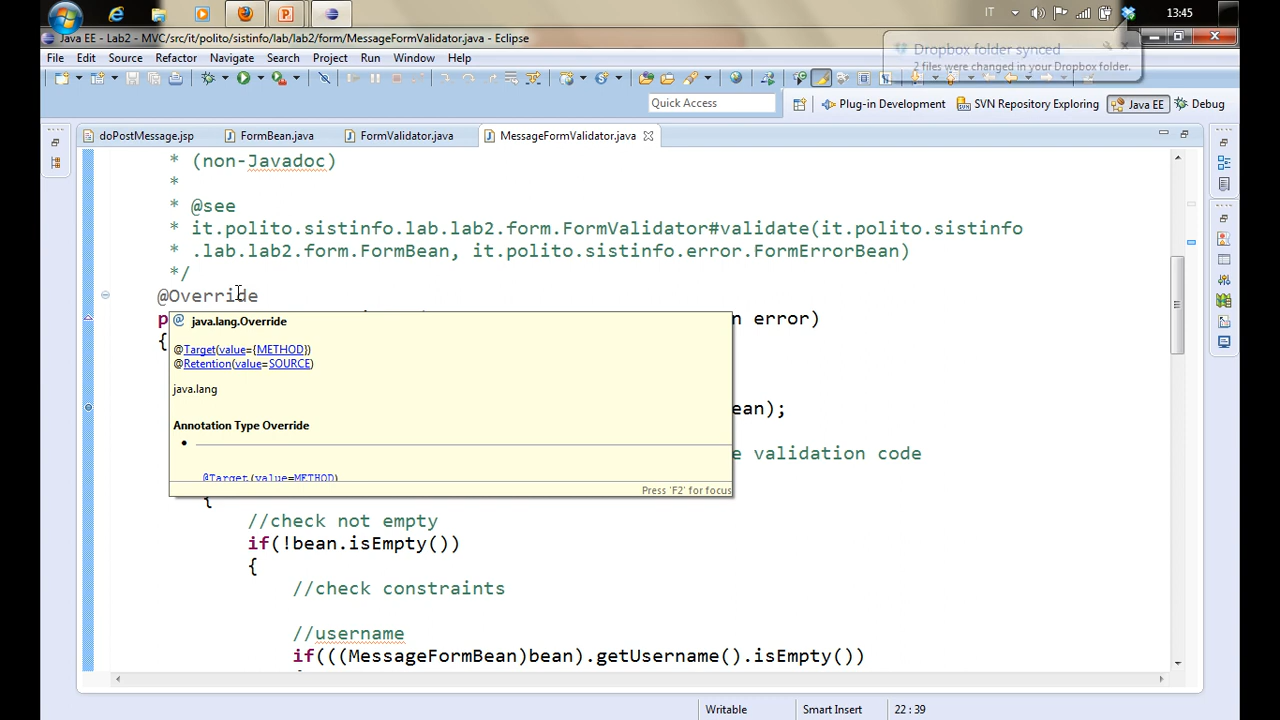 IT
13:45
Java EE - Lab2 - MVC/src/it/polito/sistinfo/lab/lab2/form/MessageFormValidator.java - Eclipse
Dropbox folder synced
2 files were changed in your Dropbox folder.
File Edit Source Refactor Navigate Search Project Run Window Help
Quick Access
Plug-in Development
SVN Repository Exploring
Java EE
Debug
doPostMessage.jsp
FormBean.java
FormValidator.java
MessageFormValidator.java
* (non-Javadoc)
*
* @see
* it.polito.sistinfo.lab.lab2.form.FormValidator#validate(it.polito.sistinfo
* .lab.lab2.form.FormBean, it.polito.sistinfo.error.FormErrorBean)
*/
@Override
p n error)
{
java.lang.Override
@Target(value={METHOD})
@Retention(value=SOURCE)
java.lang
ean);
Annotation Type Override
e validation code
@Target(value=METHOD)
Press 'F2' for focus
{
//check not empty
if(!bean.isEmpty())
{
//check constraints
//username
if(((MessageFormBean)bean).getUsername().isEmpty())
Writable
Smart Insert
22 : 39